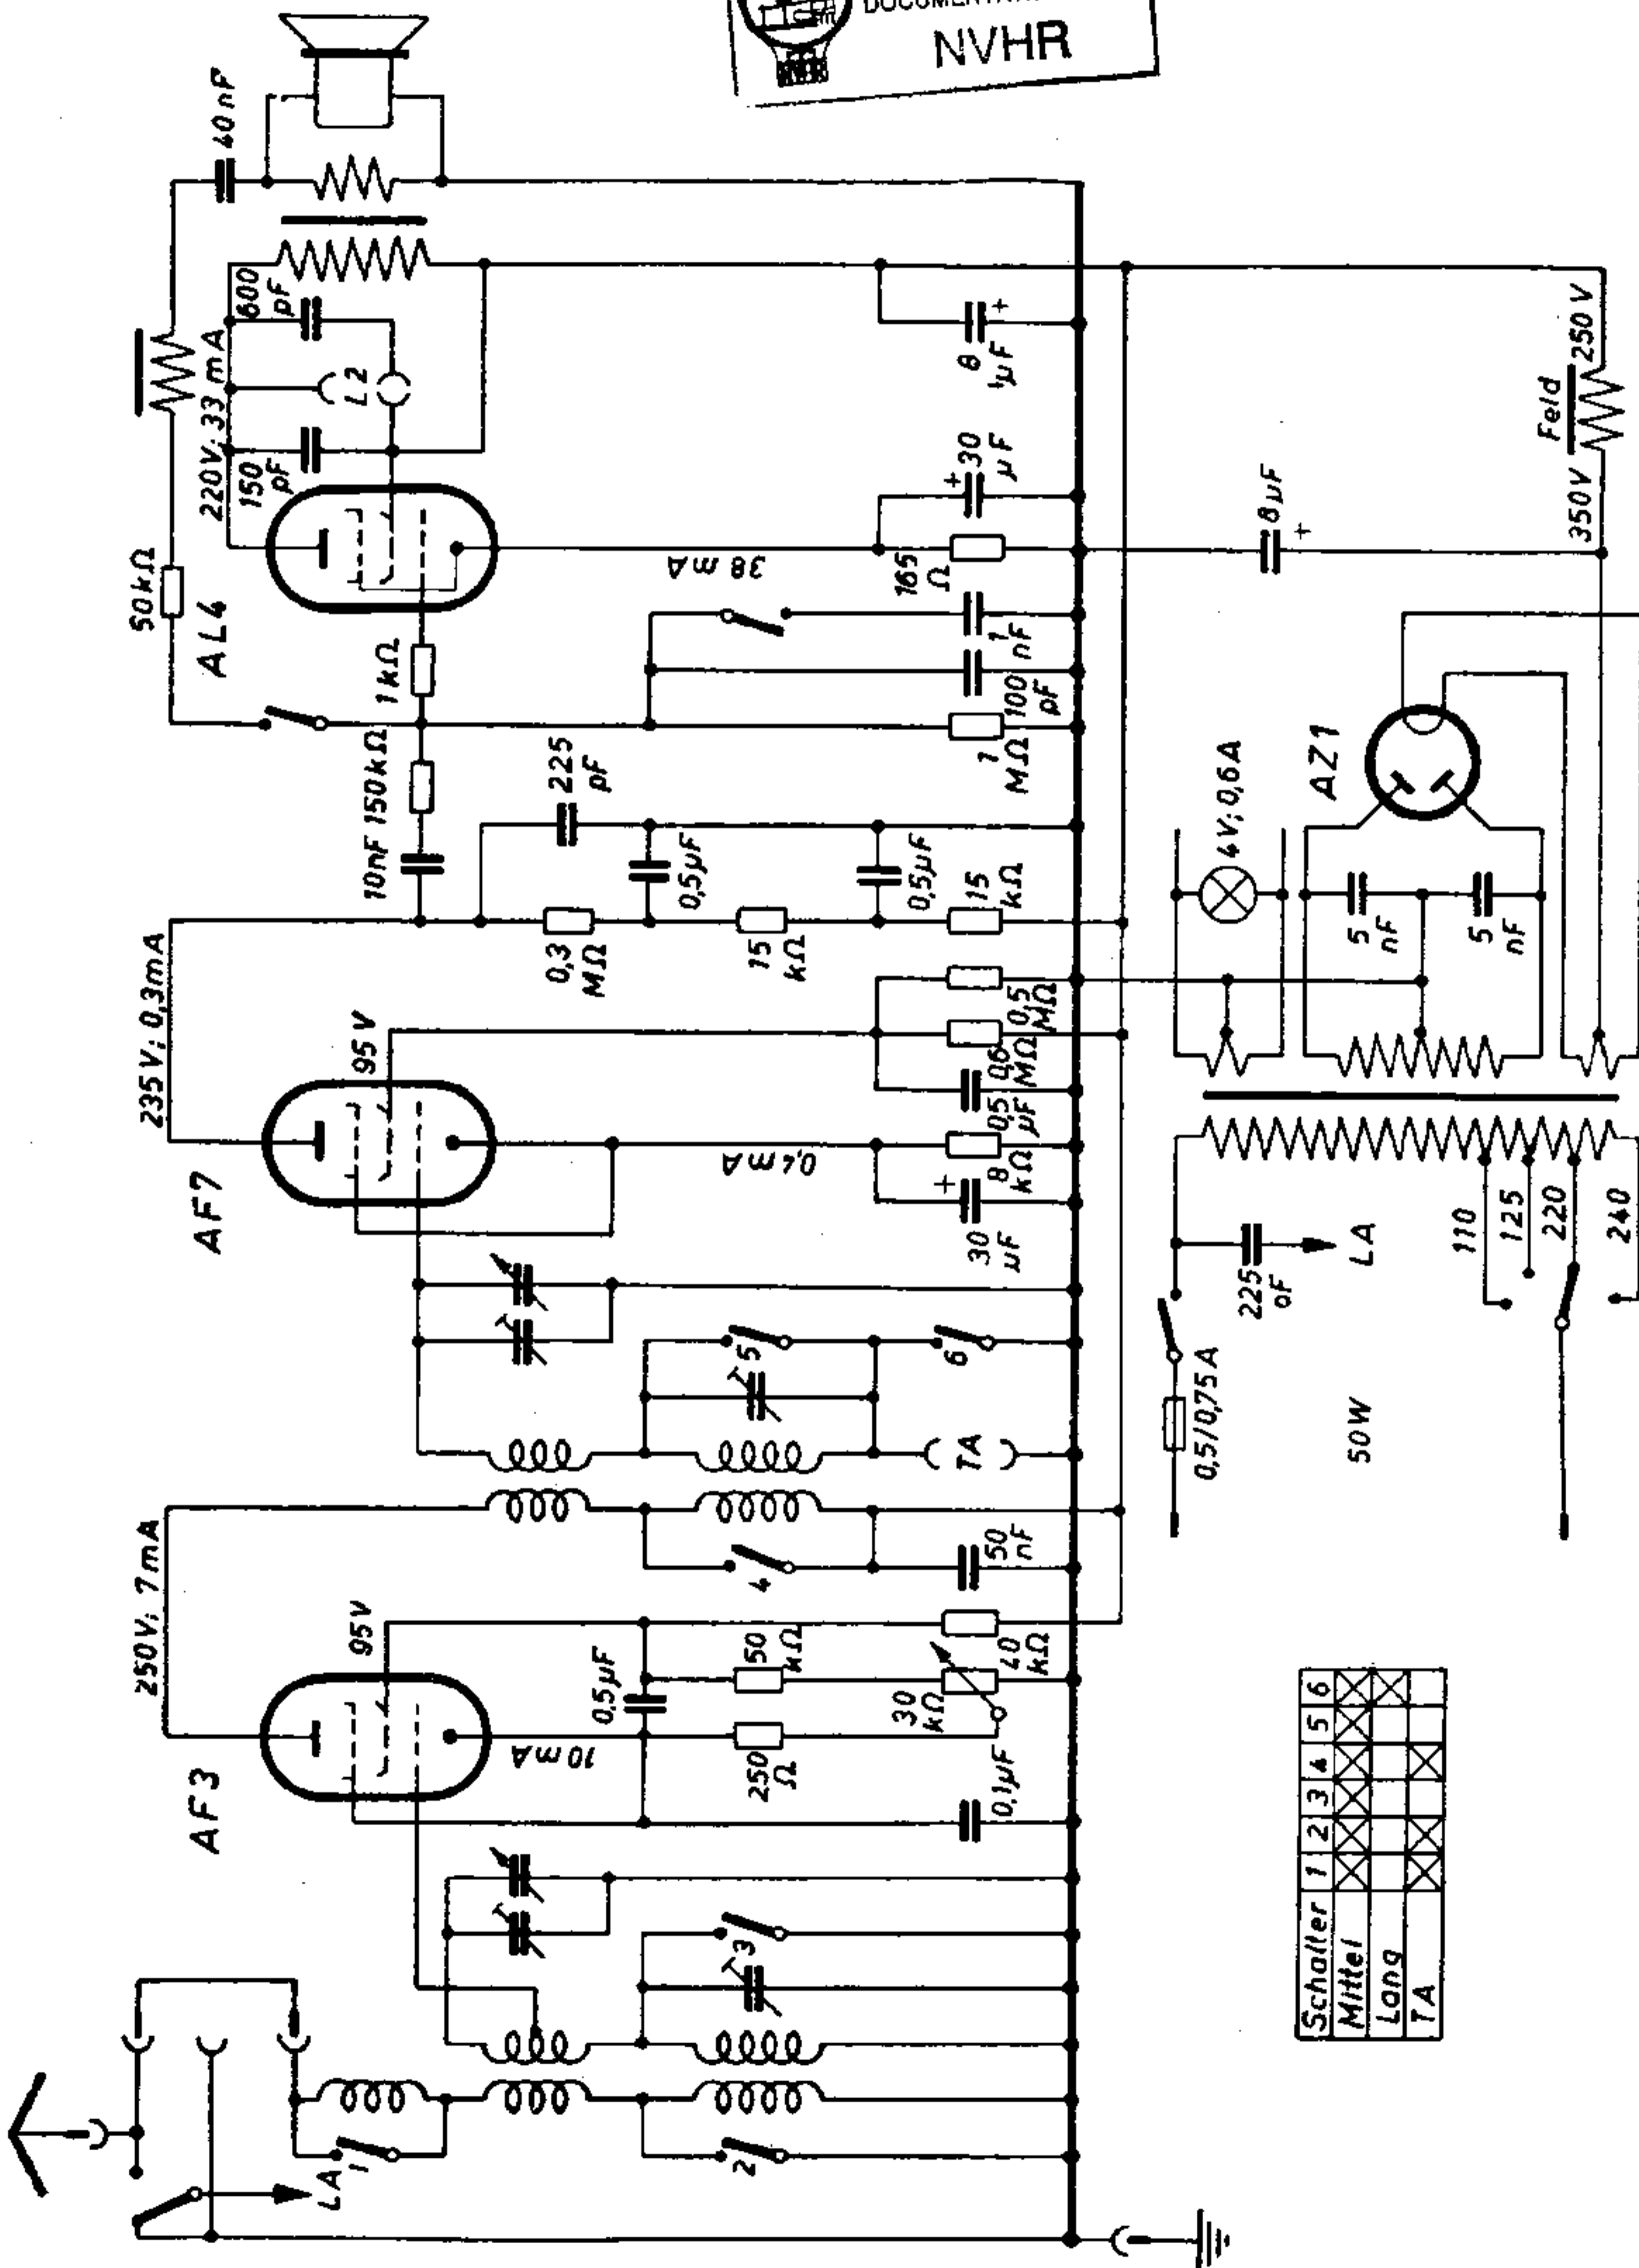 NVHR
40 nF
50 kΩ
AL4
220V; 33 mA
150 pF
600 pF
L2
1 kΩ
38 mA
165 Ω
30 µF
+
8 µF
+
1 nF
100 pF
1 MΩ
10nF
150kΩ
225 pF
0,5µF
0,5µF
0,3 MΩ
15 kΩ
15 kΩ
235V; 0,3mA
95V
AF7
0,4 mA
0,5 MΩ
0,6 MΩ
0,5 µF
8 kΩ
+
30 µF
5
6
TA
250V; 7mA
95V
AF3
10 mA
0,5µF
50 kΩ
40 kΩ
30 kΩ
250 Ω
0,1µF
50 nF
4
3
2
1
LA
Feld
350V
250 V
8 µF
+
AZ1
4V; 0,6A
5 nF
5 nF
225
LA
110
125
220
240
0,5/0,75A
50W
Schalter 1 2 3 4 5 6
Mittel
Lang
TA